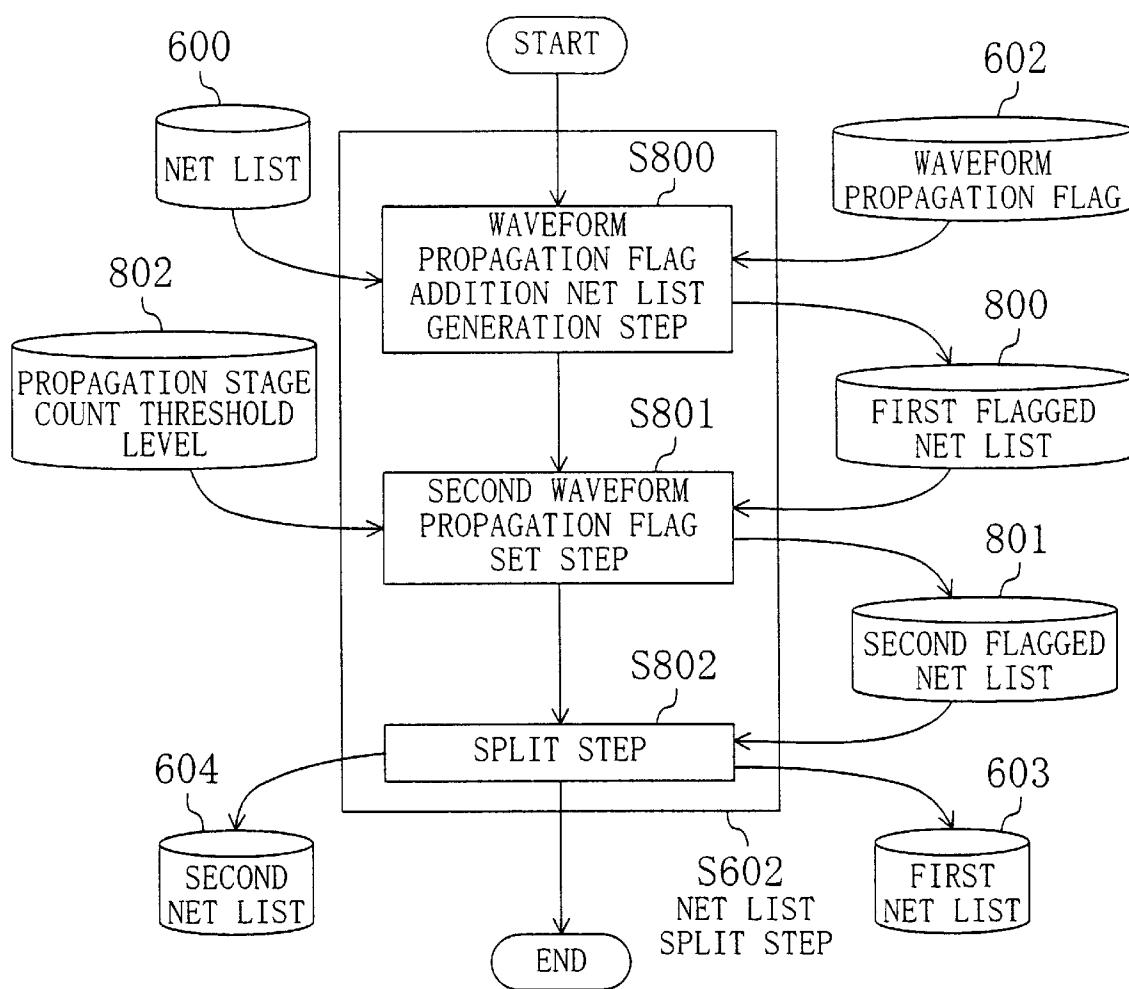 START
600
NET LIST
602
WAVEFORM
PROPAGATION FLAG
S800
WAVEFORM
PROPAGATION FLAG
ADDITION NET LIST
GENERATION STEP
802
PROPAGATION STAGE
COUNT THRESHOLD
LEVEL
800
FIRST FLAGGED
NET LIST
S801
SECOND WAVEFORM
PROPAGATION FLAG
SET STEP
801
SECOND FLAGGED
NET LIST
S802
SPLIT STEP
604
SECOND
NET LIST
603
FIRST
NET LIST
S602
NET LIST
SPLIT STEP
END